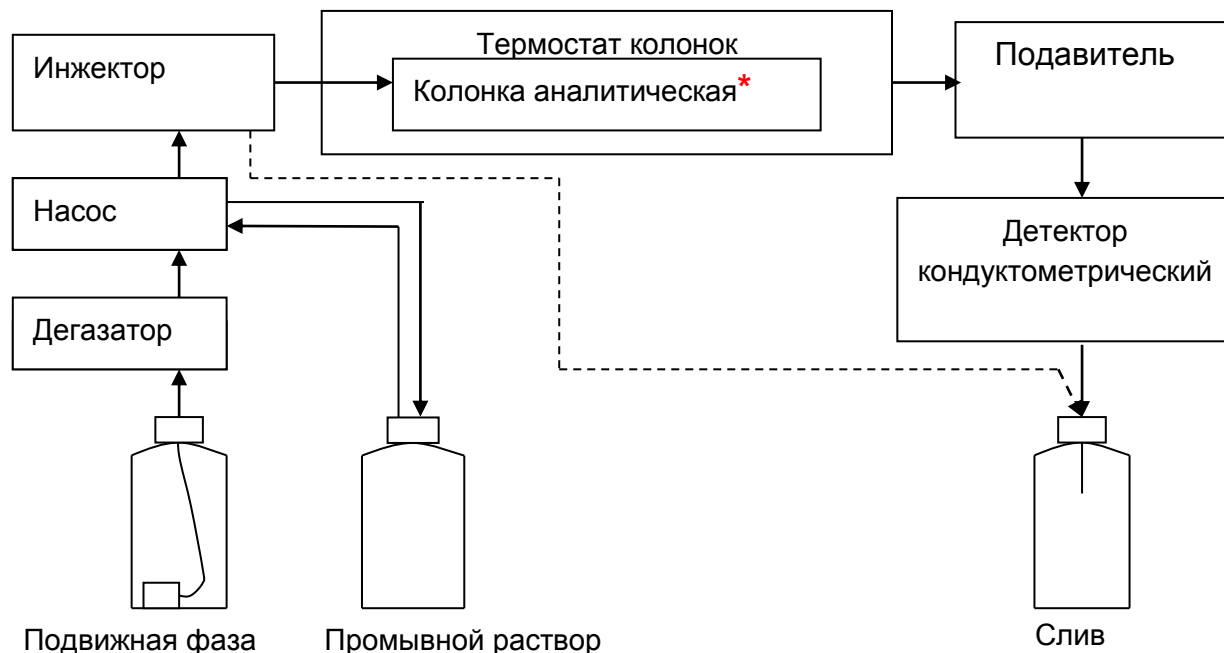 Инжектор
Термостат колонок
Колонка аналитическая*
Подавитель
Насос
Детектор
кондуктометрический
Дегазатор
Подвижная фаза
Промывной раствор
Слив